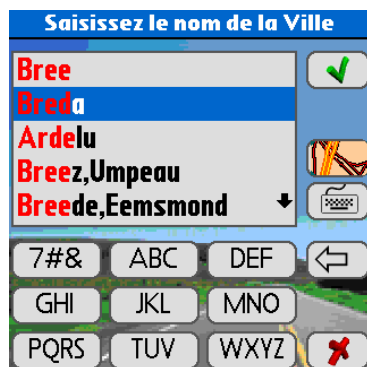 Saisissez le nom de la Ville
Bree
Breda
Ardelu
Breez,Umpeau
Breede,Eemsmond
7#& ABC DEF
GHI JKL MNO
PQRS TUV WXYZ